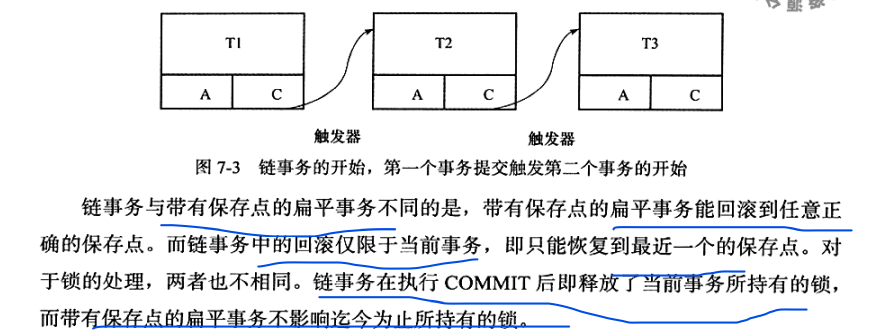 T1
T2
T3
A
C
A
C
A
C
触发器
触发器
图 7-3 链事务的开始，第一个事务提交触发第二个事务的开始
链事务与带有保存点的扁平事务不同的是，带有保存点的扁平事务能回滚到任意正
确的保存点。而链事务中的回滚仅限于当前事务，即只能恢复到最近一个的保存点。对
于锁的处理，两者也不相同。链事务在执行 COMMIT 后即释放了当前事务所持有的锁，
而带有保存点的扁平事务不影响迄今为止所持有的锁。